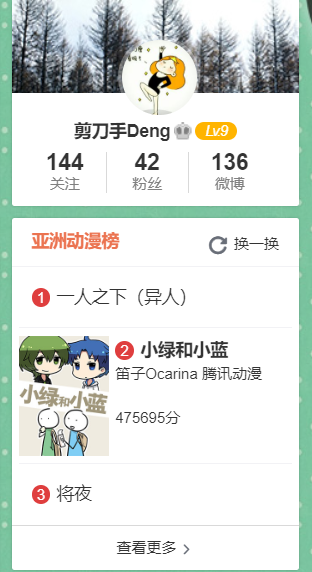 剪刀手Deng Lv9
144 42 136
关注 粉丝 微博
亚洲动漫榜 换一换
1 一人之下（异人）
2 小绿和小蓝
笛子Ocarina 腾讯动漫
小绿和小蓝
475695分
3 将夜
查看更多